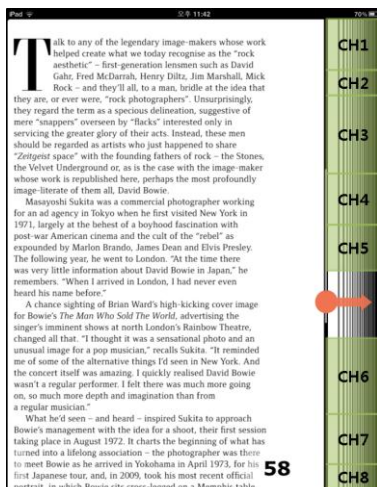 iPad
오후 11:42
70%
Talk to any of the legendary image-makers whose work
helped create what we today recognise as the "rock
aesthetic" – first-generation lensmen such as David
Gahr, Fred McDarrah, Henry Diltz, Jim Marshall, Mick
Rock – and they'll all, to a man, bridle at the idea that
they are, or ever were, "rock photographers". Unsurprisingly,
they regard the term as a specious delineation, suggestive of
mere "snappers" overseen by "flacks" interested only in
servicing the greater glory of their acts. Instead, these men
should be regarded as artists who just happened to share
"Zeitgeist space" with the founding fathers of rock – the Stones,
the Velvet Underground or, as is the case with the image-maker
whose work is republished here, perhaps the most profoundly
image-literate of them all, David Bowie.
Masayoshi Sukita was a commercial photographer working
for an ad agency in Tokyo when he first visited New York in
1971, largely at the behest of a boyhood fascination with
post-war American cinema and the cult of the "rebel" as
expounded by Marlon Brando, James Dean and Elvis Presley.
The following year, he went to London. "At the time there
was very little information about David Bowie in Japan," he
remembers. "When I arrived in London, I had never even
heard his name before."
A chance sighting of Brian Ward's high-kicking cover image
for Bowie's The Man Who Sold The World, advertising the
singer's imminent shows at north London's Rainbow Theatre,
changed all that. "I thought it was a sensational photo and an
unusual image for a pop musician," recalls Sukita. "It reminded
me of some of the alternative things I'd seen in New York. And
the concert itself was amazing. I quickly realised David Bowie
wasn't a regular performer. I felt there was much more going
on, so much more depth and imagination than from
a regular musician."
What he'd seen – and heard – inspired Sukita to approach
Bowie's management with the idea for a shoot, their first session
taking place in August 1972. It charts the beginning of what has
turned into a lifelong association – the photographer was there
to meet Bowie as he arrived in Yokohama in April 1973, for his
first Japanese tour, and, in 2009, took his most recent official
portrait, in which Bowie sits cross-legged on a Memphis table
58
CH1
CH2
CH3
CH4
CH5
CH6
CH7
CH8